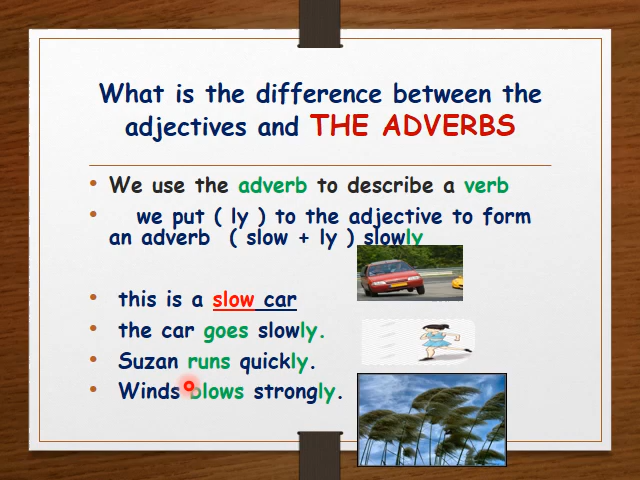 What is the difference between the
adjectives and THE ADVERBS
• We use the adverb to describe a verb
• we put ( ly ) to the adjective to form
an adverb ( slow + ly ) slowly
• this is a slow car
• the car goes slowly.
• Suzan runs quickly.
• Winds blows strongly.